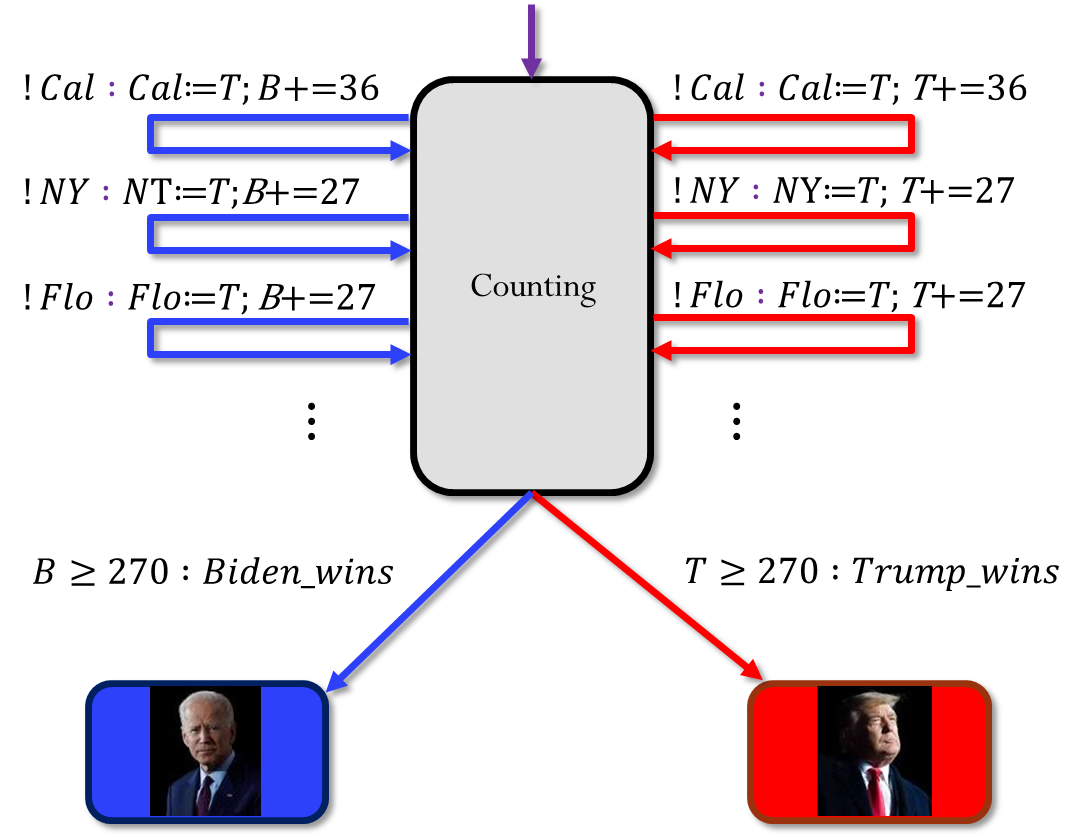 ! Cal : Cal:=T; B+=36
! Cal : Cal:=T; T+=36
! NY : NT:=T;B+=27
! NY : NY:=T; T+=27
! Flo : Flo:=T; B+=27
! Flo : Flo:=T; T+=27
Counting
⋮
⋮
B ≥ 270 : Biden_wins
T ≥ 270 : Trump_wins